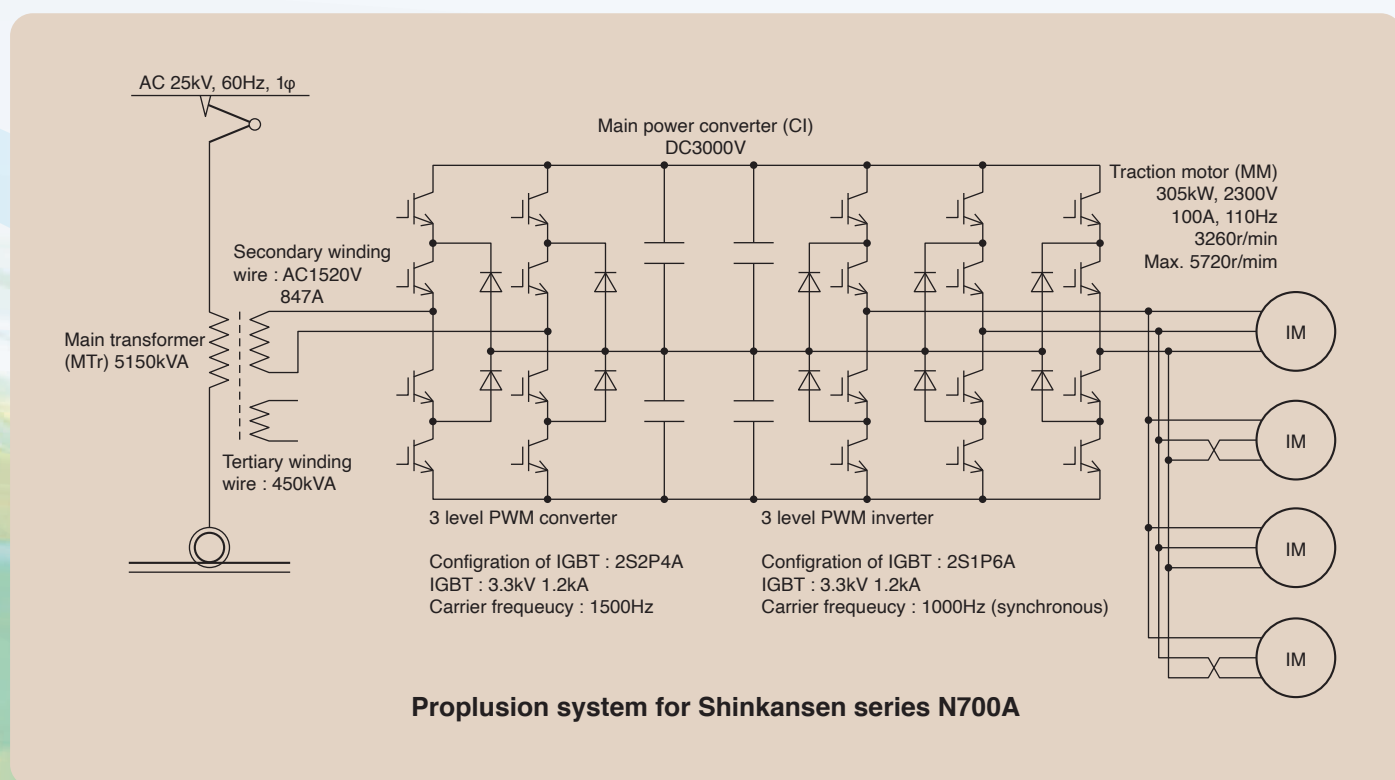 AC 25kV, 60Hz, 1φ
Main power converter (CI)
DC3000V
Traction motor (MM)
305kW, 2300V
100A, 110Hz
3260r/min
Max. 5720r/mim
Secondary winding
wire : AC1520V
847A
Main transformer
(MTr) 5150kVA
Tertiary winding
wire : 450kVA
IM
IM
IM
IM
3 level PWM converter
Configration of IGBT : 2S2P4A
IGBT : 3.3kV 1.2kA
Carrier frequeucy : 1500Hz
3 level PWM inverter
Configration of IGBT : 2S1P6A
IGBT : 3.3kV 1.2kA
Carrier frequeucy : 1000Hz (synchronous)
Proplusion system for Shinkansen series N700A